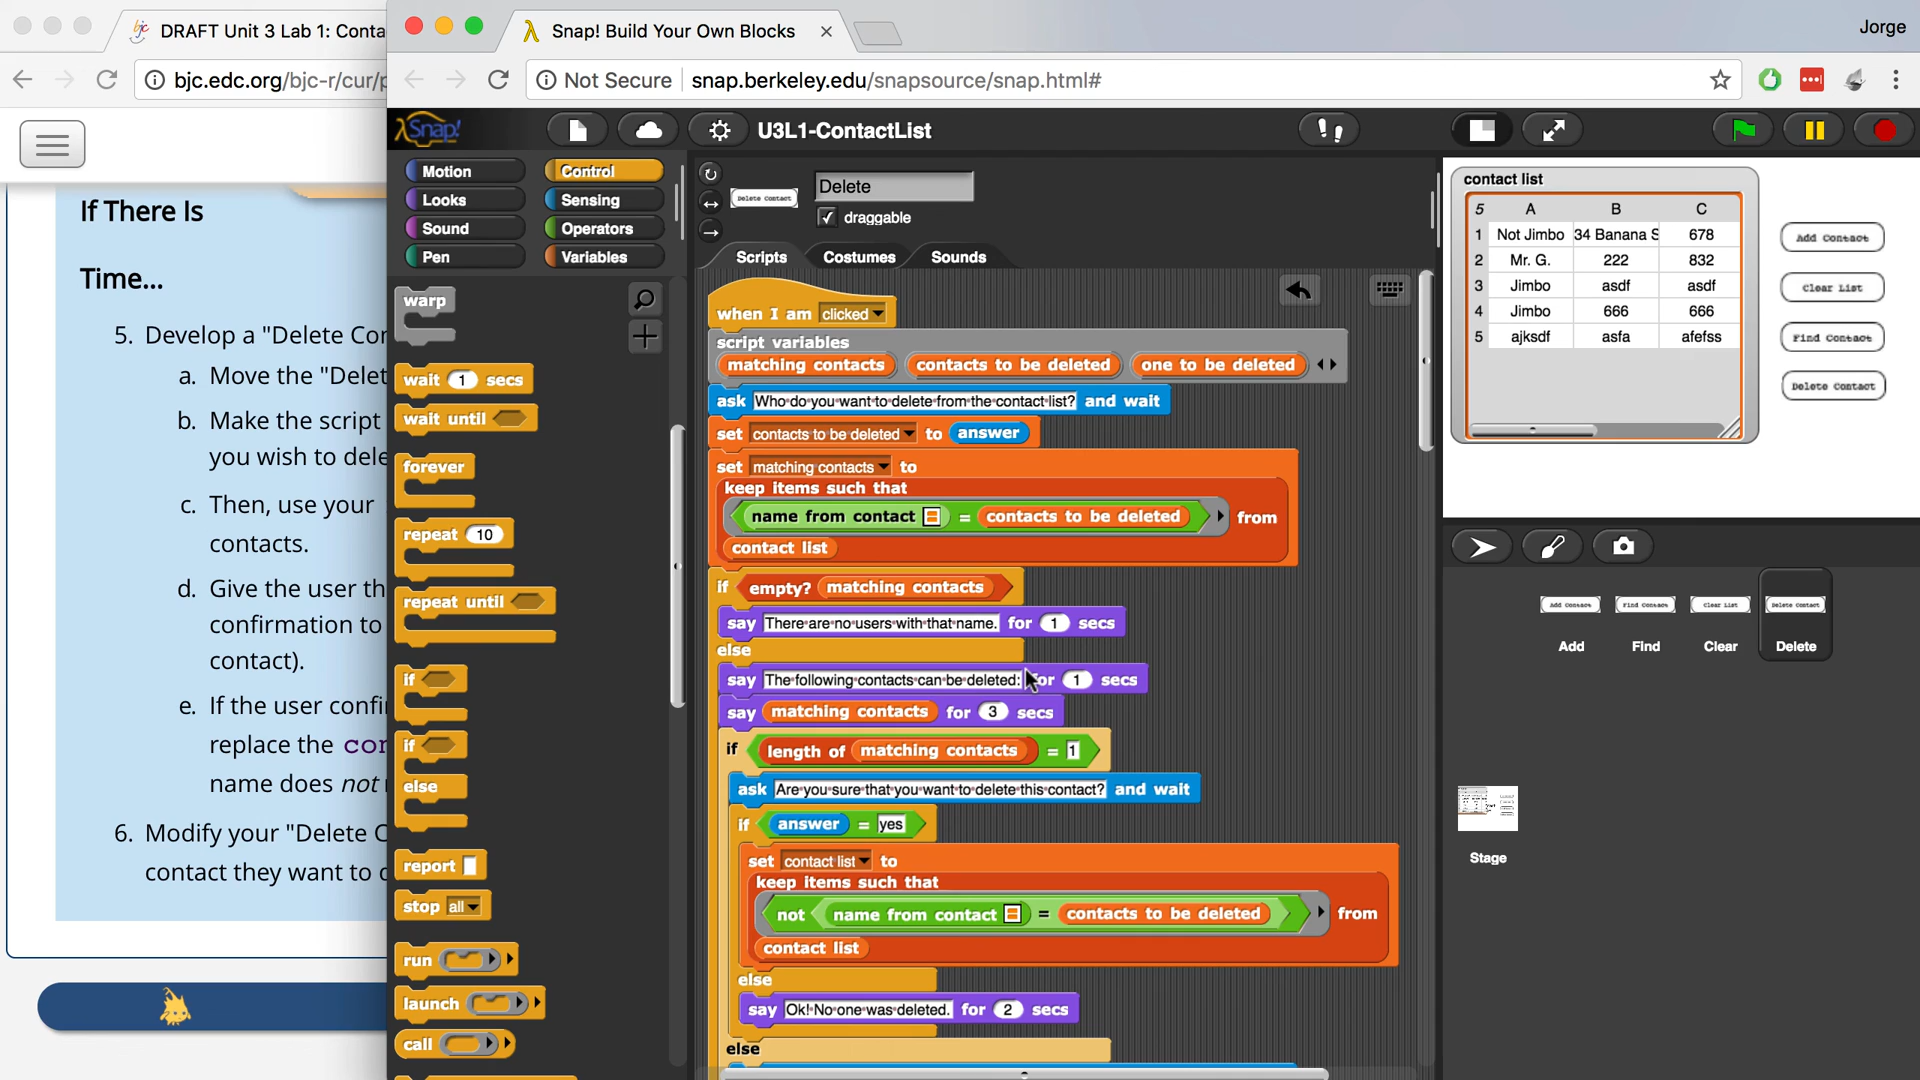 DRAFT Unit 3 Lab 1: Conta
Snap! Build Your Own Blocks
Jorge
bjc.edc.org/bjc-r/cur/p
Not Secure
snap.berkeley.edu/snapsource/snap.html#
Snap!
U3L1-ContactList
Motion
Control
Looks
Sensing
Sound
Operators
Pen
Variables
Delete Contact
Delete
draggable
Scripts
Costumes
Sounds
If There Is
Time...
5. Develop a "Delete Con
a. Move the "Delet
b. Make the script
you wish to dele
c. Then, use your
contacts.
d. Give the user th
confirmation to
contact).
e. If the user confi
replace the con
name does not
6. Modify your "Delete C
contact they want to d
warp
wait 1 secs
wait until
forever
repeat 10
repeat until
if
if
else
report
stop all
run
launch
call
when I am clicked
script variables
matching contacts contacts to be deleted one to be deleted
ask Who do you want to delete from the contact list? and wait
set contacts to be deleted to answer
set matching contacts to
keep items such that
name from contact = contacts to be deleted from
contact list
if empty? matching contacts
say There are no users with that name. for 1 secs
else
say The following contacts can be deleted: for 1 secs
say matching contacts for 3 secs
if length of matching contacts = 1
ask Are you sure that you want to delete this contact? and wait
if answer = yes
set contact list to
keep items such that
not name from contact = contacts to be deleted from
contact list
else
say Ok! No one was deleted. for 2 secs
else
contact list
5 A B C
1 Not Jimbo 34 Banana S 678
2 Mr. G. 222 832
3 Jimbo asdf asdf
4 Jimbo 666 666
5 ajksdf asfa afefss
Add Contact
Clear List
Find Contact
Delete Contact
Add Contact
Find Contact
Clear List
Delete Contact
Add
Find
Clear
Delete
Stage